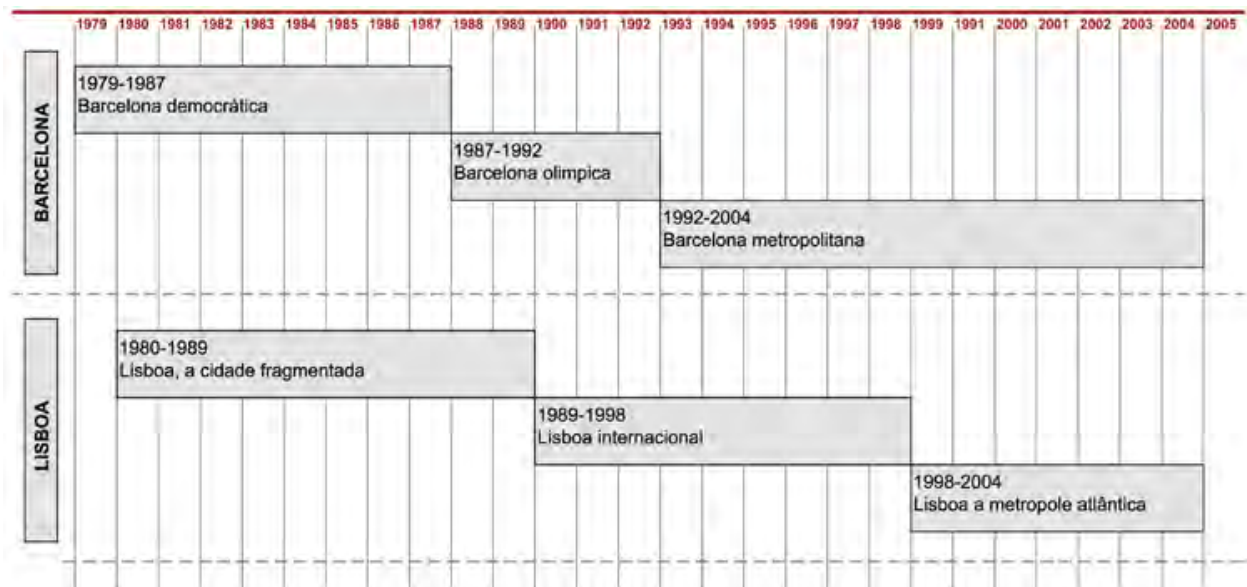 1979 1980 1981 1982 1983 1984 1985 1986 1987 1988 1989 1990 1991 1992 1993 1994 1995 1996 1997 1998 1999 1991 2000 2001 2002 2003 2004 2005
BARCELONA
1979-1987
Barcelona democrática
1987-1992
Barcelona olimpica
1992-2004
Barcelona metropolitana
LISBOA
1980-1989
Lisboa, a cidade fragmentada
1989-1998
Lisboa internacional
1998-2004
Lisboa a metropole atlântica